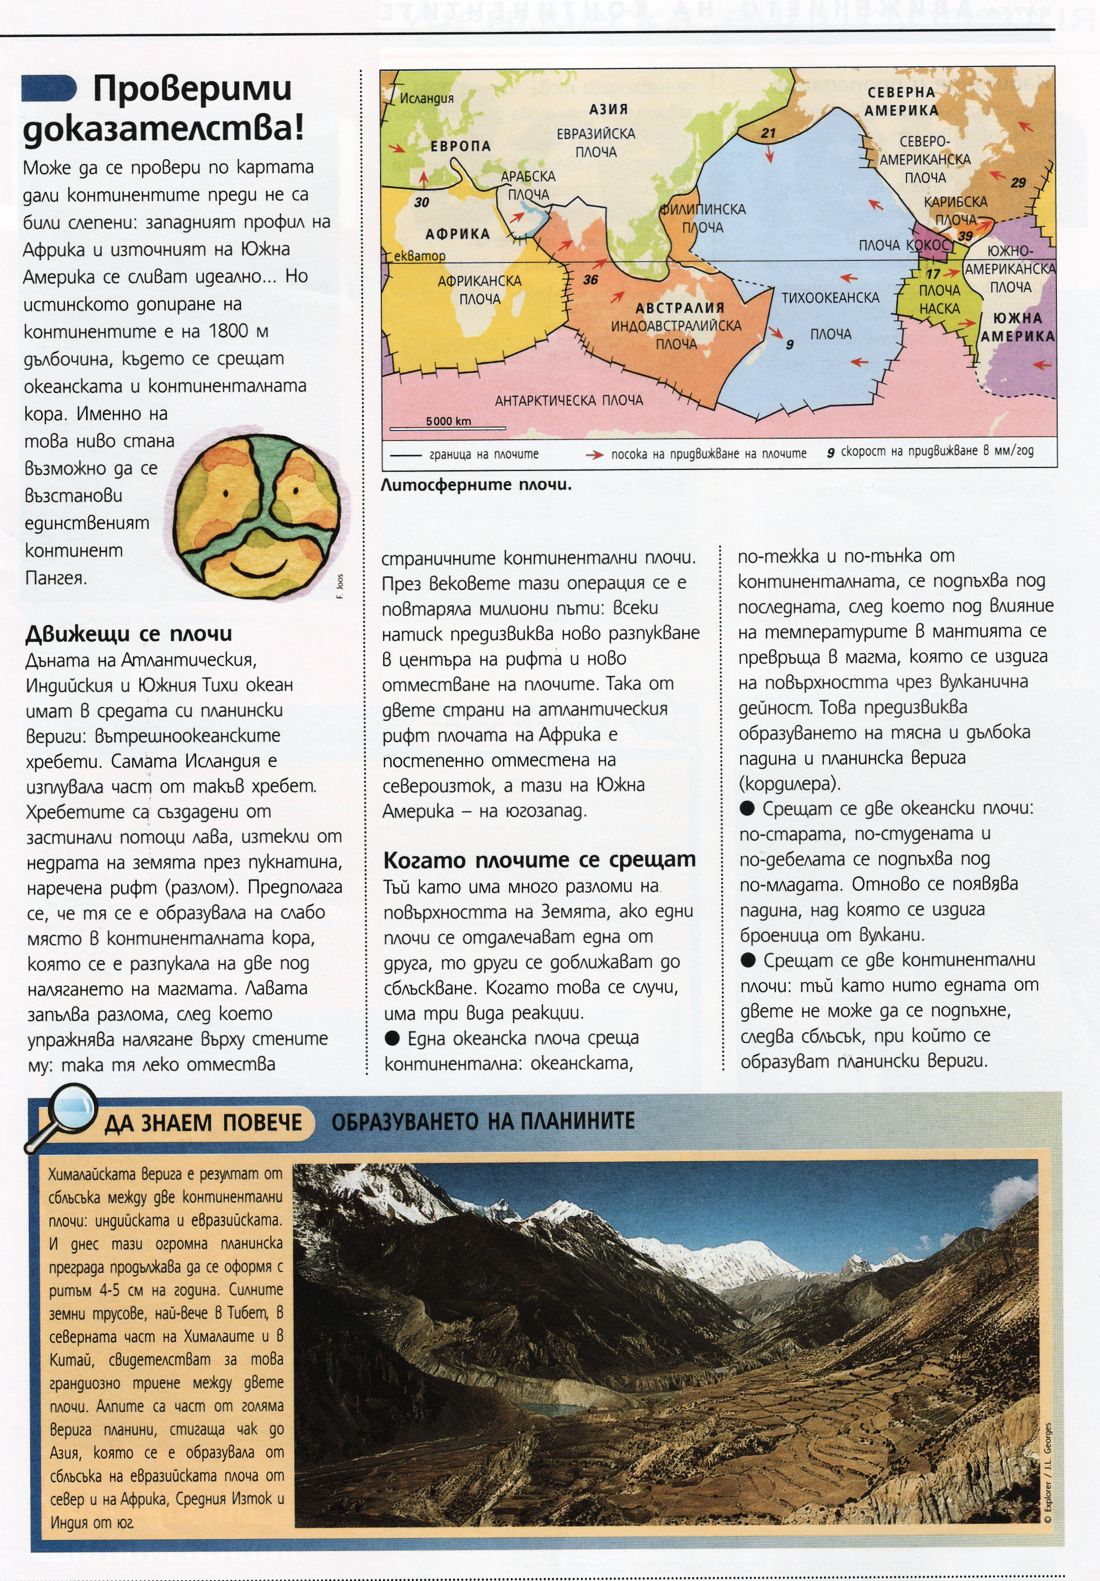 Проверими
доказателства!
Може да се провери по картата
дали континентите преди не са
били слепени: западният профил на
Африка и източният на Южна
Америка се сливат идеално... Но
истинското допиране на
континентите е на 1800 м
дълбочина, където се срещат
океанската и континенталната
кора. Именно на
това ниво стана
възможно да се
възстанови
единственият
континент
Пангея.
F. Joos
Движещи се плочи
Дъната на Атлантическия,
Индийския и Южния Тихи океан
имат в средата си планински
вериги: вътрешноокеанските
хребети. Самата Исландия е
изплувала част от такъв хребет.
Хребетите са създадени от
застинали потоци лава, изтекли от
недрата на земята през пукнатина,
наречена рифт (разлом). Предполага
се, че тя се е образувала на слабо
място в континенталната кора,
която се е разпукала на две под
налягането на магмата. Лавата
запълва разлома, след което
упражнява налягане върху стените
му: така тя леко отмества
Исландия
АЗИЯ
ЕВРАЗИЙСКА
ПЛОЧА
ЕВРОПА
АРАБСКА
ПЛОЧА
30
АФРИКА
екватор
АФРИКАНСКА
ПЛОЧА
36
АВСТРАЛИЯ
ИНДОАВСТРАЛИЙСКА
ПЛОЧА
ФИЛИПИНСКА
ПЛОЧА
21
СЕВЕРНА
АМЕРИКА
СЕВЕРО-
АМЕРИКАНСКА
ПЛОЧА
29
КАРИБСКА
ПЛОЧА
39
ПЛОЧА КОКОС
17
ПЛОЧА
НАСКА
ЮЖНО-
АМЕРИКАНСКА
ПЛОЧА
ЮЖНА
АМЕРИКА
ТИХООКЕАНСКА
ПЛОЧА
9
АНТАРКТИЧЕСКА ПЛОЧА
5000 km
граница на плочите посока на придвижване на плочите 9 скорост на придвижване в мм/год
Литосферните плочи.
страничните континентални плочи.
През вековете тази операция се е
повтаряла милиони пъти: всеки
натиск предизвиква ново разпукване
в центъра на рифта и ново
отместване на плочите. Така от
двете страни на атлантическия
рифт плочата на Африка е
постепенно отместена на
североизток, а тази на Южна
Америка – на югозапад.
Когато плочите се срещат
Тъй като има много разломи на
повърхността на Земята, ако едни
плочи се отдалечават една от
друга, то други се доближават до
сблъскване. Когато това се случи,
има три вида реакции.
● Една океанска плоча среща
континентална: океанската,
по-тежка и по-тънка от
континенталната, се подпъхва под
последната, след което под влияние
на температурите в мантията се
превръща в магма, която се издига
на повърхността чрез вулканична
дейност. Това предизвиква
образуването на тясна и дълбока
падина и планинска верига
(кордилера).
● Срещат се две океански плочи:
по-старата, по-студената и
по-дебелата се подпъхва под
по-младата. Отново се появява
падина, над която се издига
броеница от вулкани.
● Срещат се две континентални
плочи: тъй като нито едната от
двете не може да се подпъхне,
следва сблъсък, при който се
образуват планински вериги.
ДА ЗНАЕМ ПОВЕЧЕ ОБРАЗУВАНЕТО НА ПЛАНИНИТЕ
Хималайската верига е резултат от
сблъсъка между две континентални
плочи: индийската и евразийската.
И днес тази огромна планинска
преграда продължава да се оформя с
ритъм 4-5 см на година. Силните
земни трусове, най-вече в Тибет, в
северната част на Хималаите и в
Китай, свидетелстват за това
грандиозно триене между двете
плочи. Алпите са част от голяма
верига планини, стигаща чак до
Азия, която се е образувала от
сблъсъка на евразийската плоча от
север и на Африка, Средния Изток и
Индия от юг.
© Explorer / J.L. Georges